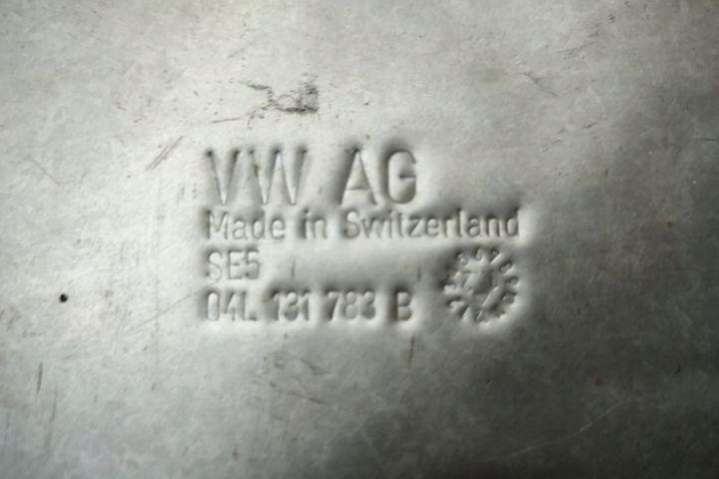 VW AG
Made in Switzerland
SE5
04L 131 783 B